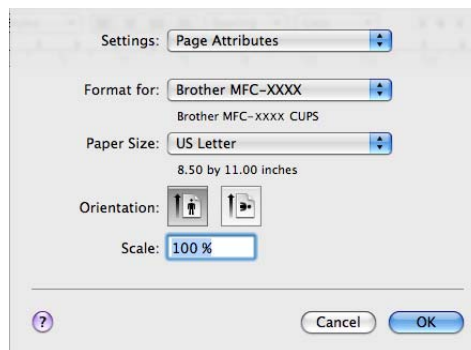 Settings: Page Attributes
Format for: Brother MFC-XXXX
Brother MFC-XXXX CUPS
Paper Size: US Letter
8.50 by 11.00 inches
Orientation:
Scale: 100 %
? Cancel OK